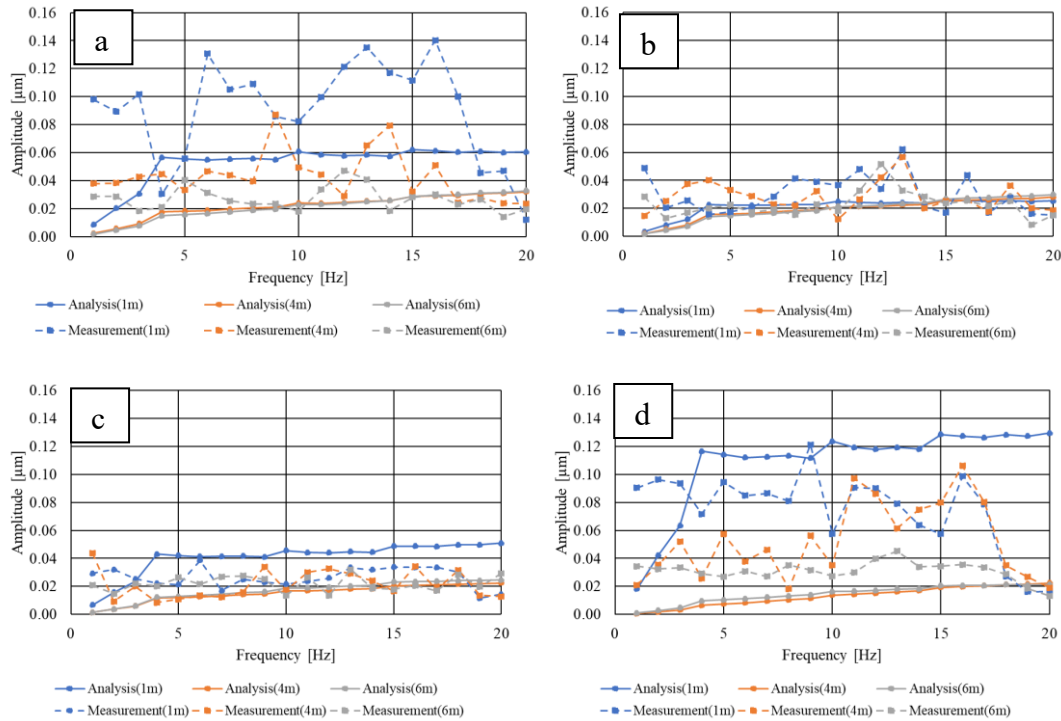 a
0.16
0.14
0.12
0.10
0.08
0.06
0.04
0.02
0.00
Amplitude [µm]
0 5 10 15 20
Frequency [Hz]
Analysis(1m) Analysis(4m) Analysis(6m)
Measurement(1m) Measurement(4m) Measurement(6m)
b
0.16
0.14
0.12
0.10
0.08
0.06
0.04
0.02
0.00
Amplitude [µm]
0 5 10 15 20
Frequency [Hz]
Analysis(1m) Analysis(4m) Analysis(6m)
Measurement(1m) Measurement(4m) Measurement(6m)
c
0.16
0.14
0.12
0.10
0.08
0.06
0.04
0.02
0.00
Amplitude [µm]
0 5 10 15 20
Frequency [Hz]
Analysis(1m) Analysis(4m) Analysis(6m)
Measurement(1m) Measurement(4m) Measurement(6m)
d
0.16
0.14
0.12
0.10
0.08
0.06
0.04
0.02
0.00
Amplitude [µm]
0 5 10 15 20
Frequency [Hz]
Analysis(1m) Analysis(4m) Analysis(6m)
Measurement(1m) Measurement(4m) Measurement(6m)